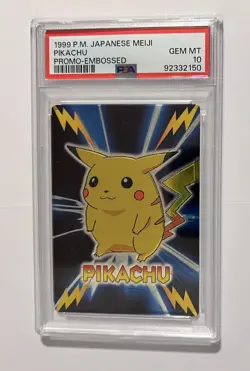 1999 P.M. JAPANESE MEIJI
PIKACHU
GEM MT
PROMO-EMBOSSED
10
PSA
92332150
PIKACHU